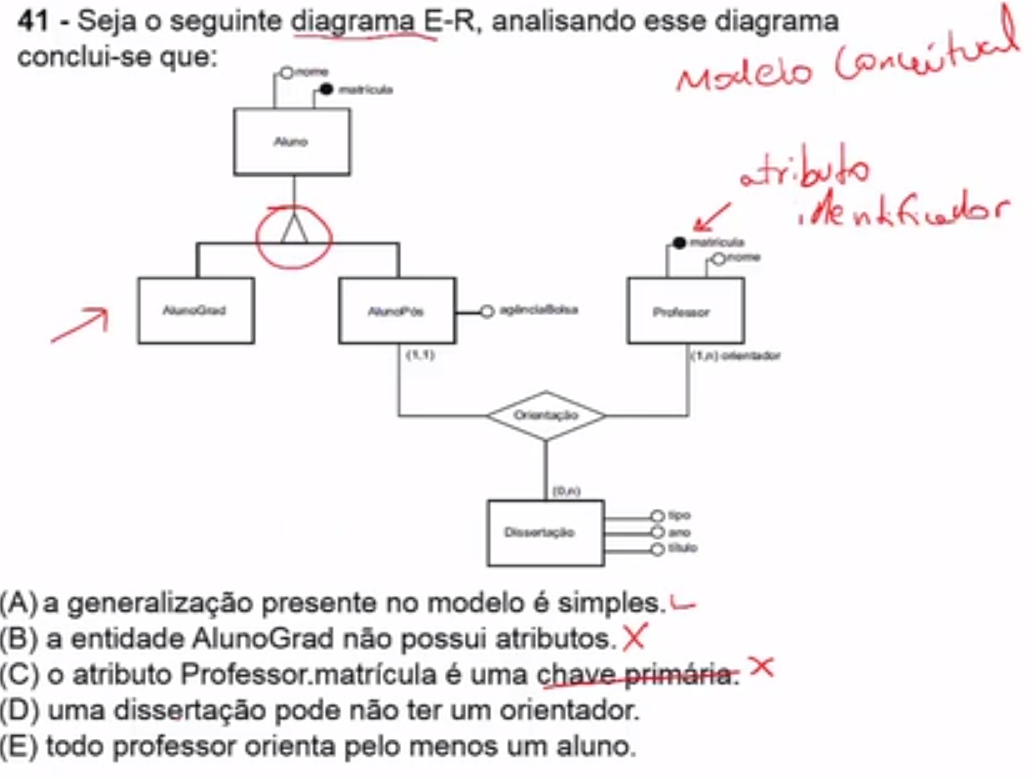 41 - Seja o seguinte diagrama E-R, analisando esse diagrama
conclui-se que:
Modelo Conceitual
nome
matrícula
Aluno
atributo
identificador
matrícula
nome
AlunoGrad
AlunoPós
agênciaBolsa
Professor
(1,1)
(1,n) orientador
Orientação
(0,n)
Dissertação
tipo
ano
título
(A) a generalização presente no modelo é simples.
(B) a entidade AlunoGrad não possui atributos. X
(C) o atributo Professor.matrícula é uma chave primária. X
(D) uma dissertação pode não ter um orientador.
(E) todo professor orienta pelo menos um aluno.